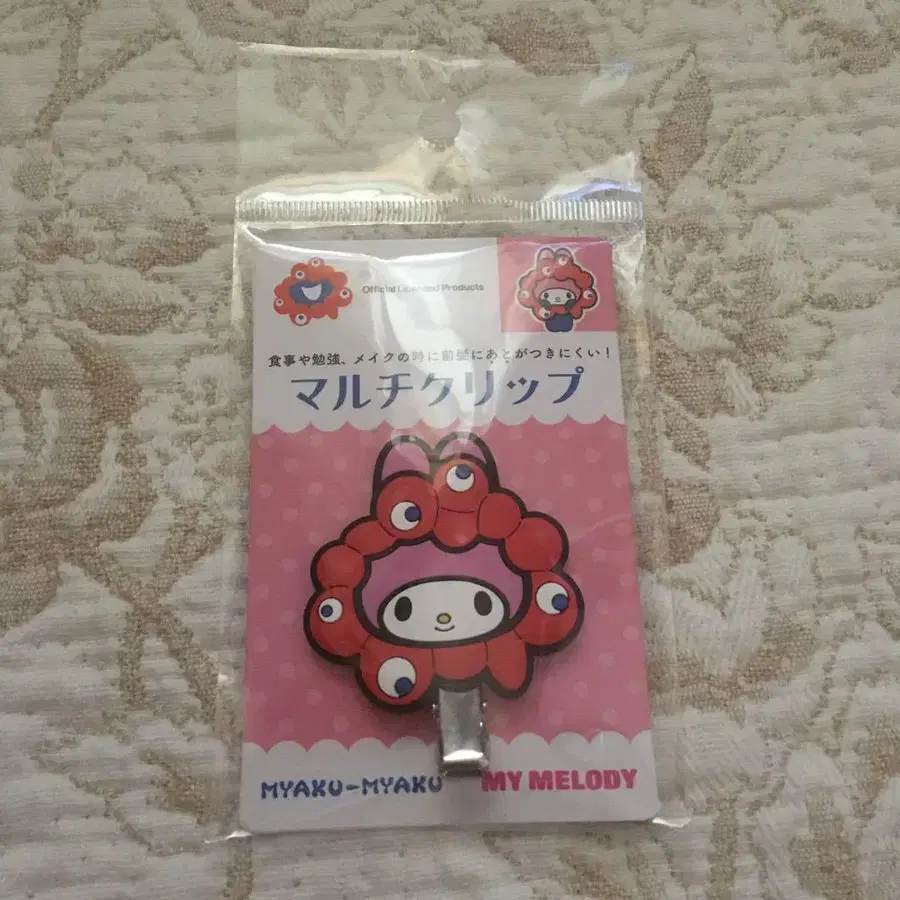 Official Licensed Products
食事や勉強、メイクの時に前髪にあとがつきにくい！
マルチクリップ
MYAKU-MYAKU
MY MELODY